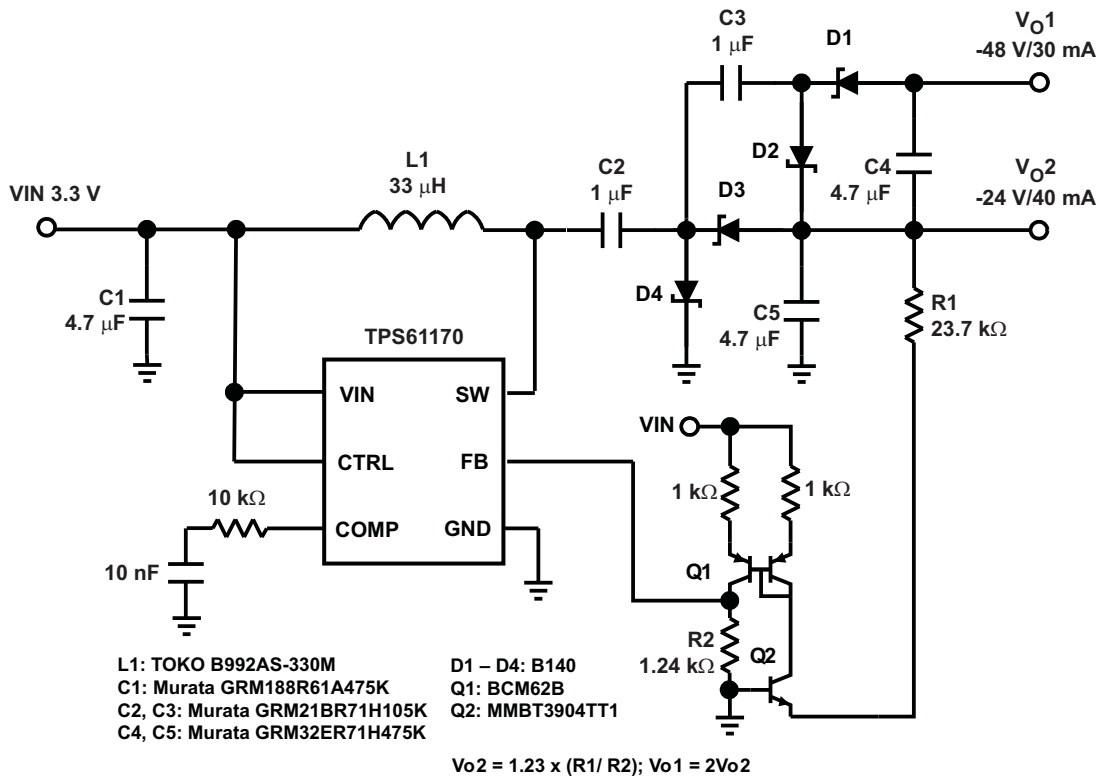 C3
1 μF
D1
VO1
-48 V/30 mA
L1
33 μH
C2
1 μF
D2
C4
4.7 μF
VO2
-24 V/40 mA
VIN 3.3 V
D3
C1
4.7 μF
D4
C5
4.7 μF
R1
23.7 kΩ
TPS61170
VIN
SW
CTRL
FB
COMP
GND
10 kΩ
10 nF
VIN
1 kΩ
1 kΩ
Q1
R2
1.24 kΩ
Q2
L1: TOKO B992AS-330M
C1: Murata GRM188R61A475K
C2, C3: Murata GRM21BR71H105K
C4, C5: Murata GRM32ER71H475K
D1 – D4: B140
Q1: BCM62B
Q2: MMBT3904TT1
Vo2 = 1.23 x (R1/ R2); Vo1 = 2Vo2